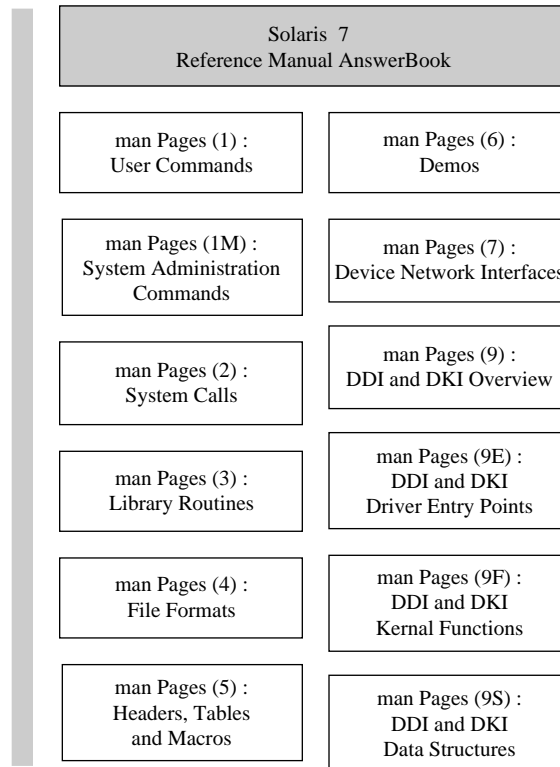 Solaris 7
Reference Manual AnswerBook
man Pages (1) :
User Commands
man Pages (1M) :
System Administration
Commands
man Pages (2) :
System Calls
man Pages (3) :
Library Routines
man Pages (4) :
File Formats
man Pages (5) :
Headers, Tables
and Macros
man Pages (6) :
Demos
man Pages (7) :
Device Network Interfaces
man Pages (9) :
DDI and DKI Overview
man Pages (9E) :
DDI and DKI
Driver Entry Points
man Pages (9F) :
DDI and DKI
Kernal Functions
man Pages (9S) :
DDI and DKI
Data Structures